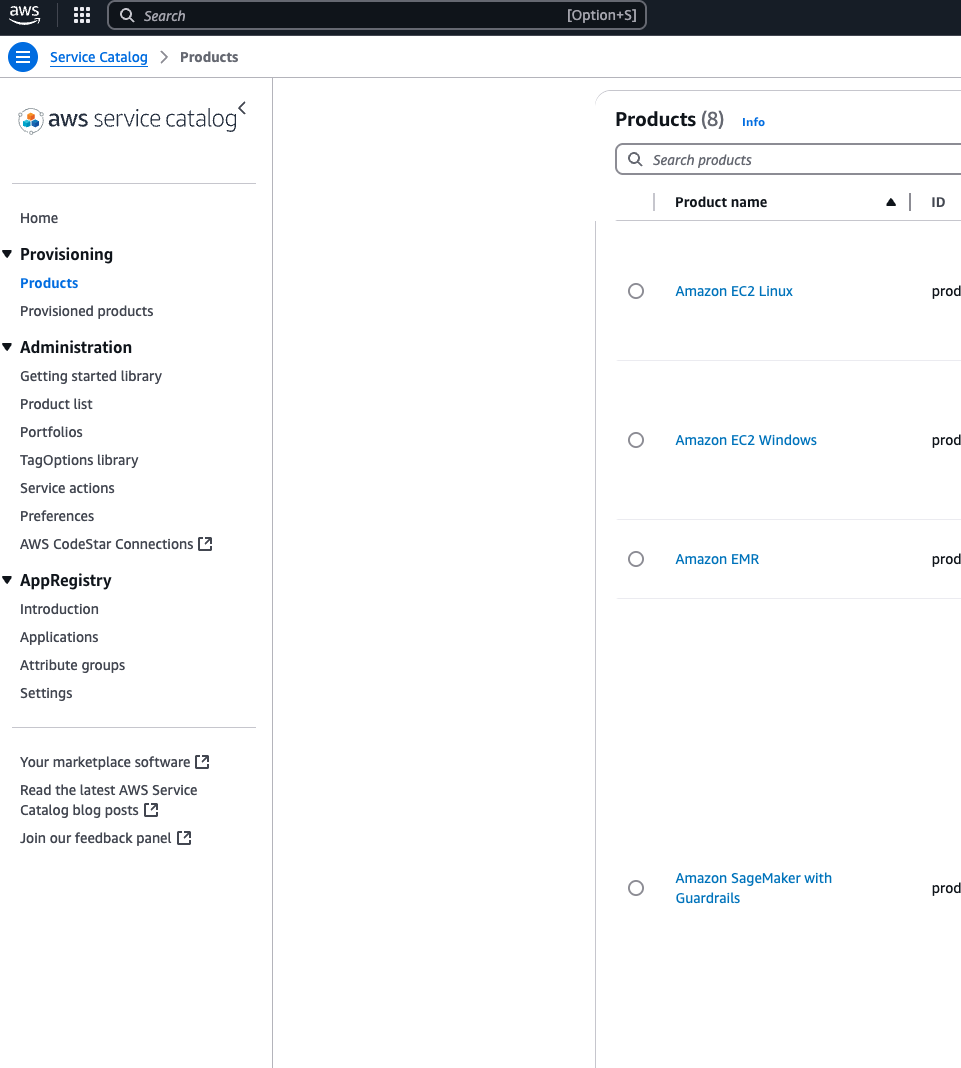 aws
Search [Option+S]
Service Catalog > Products
aws service catalog
Home
Provisioning
Products
Provisioned products
Administration
Getting started library
Product list
Portfolios
TagOptions library
Service actions
Preferences
AWS CodeStar Connections
AppRegistry
Introduction
Applications
Attribute groups
Settings
Your marketplace software
Read the latest AWS Service
Catalog blog posts
Join our feedback panel
Products (8) Info
Search products
Product name ID
Amazon EC2 Linux prod
Amazon EC2 Windows prod
Amazon EMR prod
Amazon SageMaker with
Guardrails prod